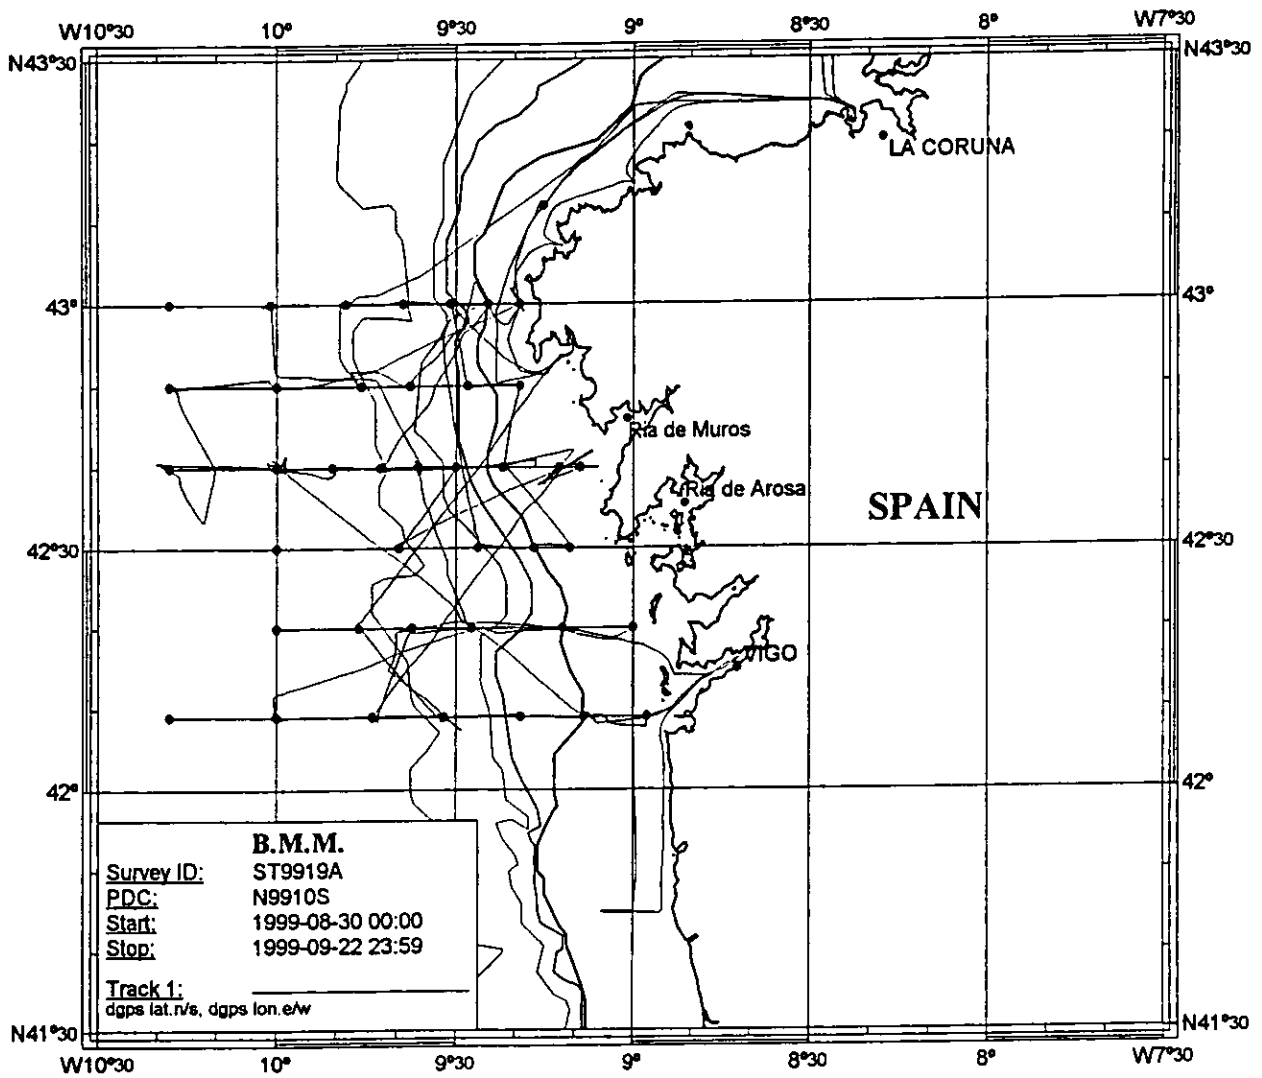 W10°30 10° 9°30 9° 8°30 8° W7°30
N43°30 N43°30
LA CORUNA
43° 43°
Ria de Muros
Ria de Arosa
SPAIN
42°30 42°30
VIGO
42° 42°
B.M.M.
Survey ID: ST9919A
PDC: N9910S
Start: 1999-08-30 00:00
Stop: 1999-09-22 23:59
Track 1:
dgps lat.n/s, dgps lon.e/w
N41°30 N41°30
W10°30 10° 9°30 9° 8°30 8° W7°30